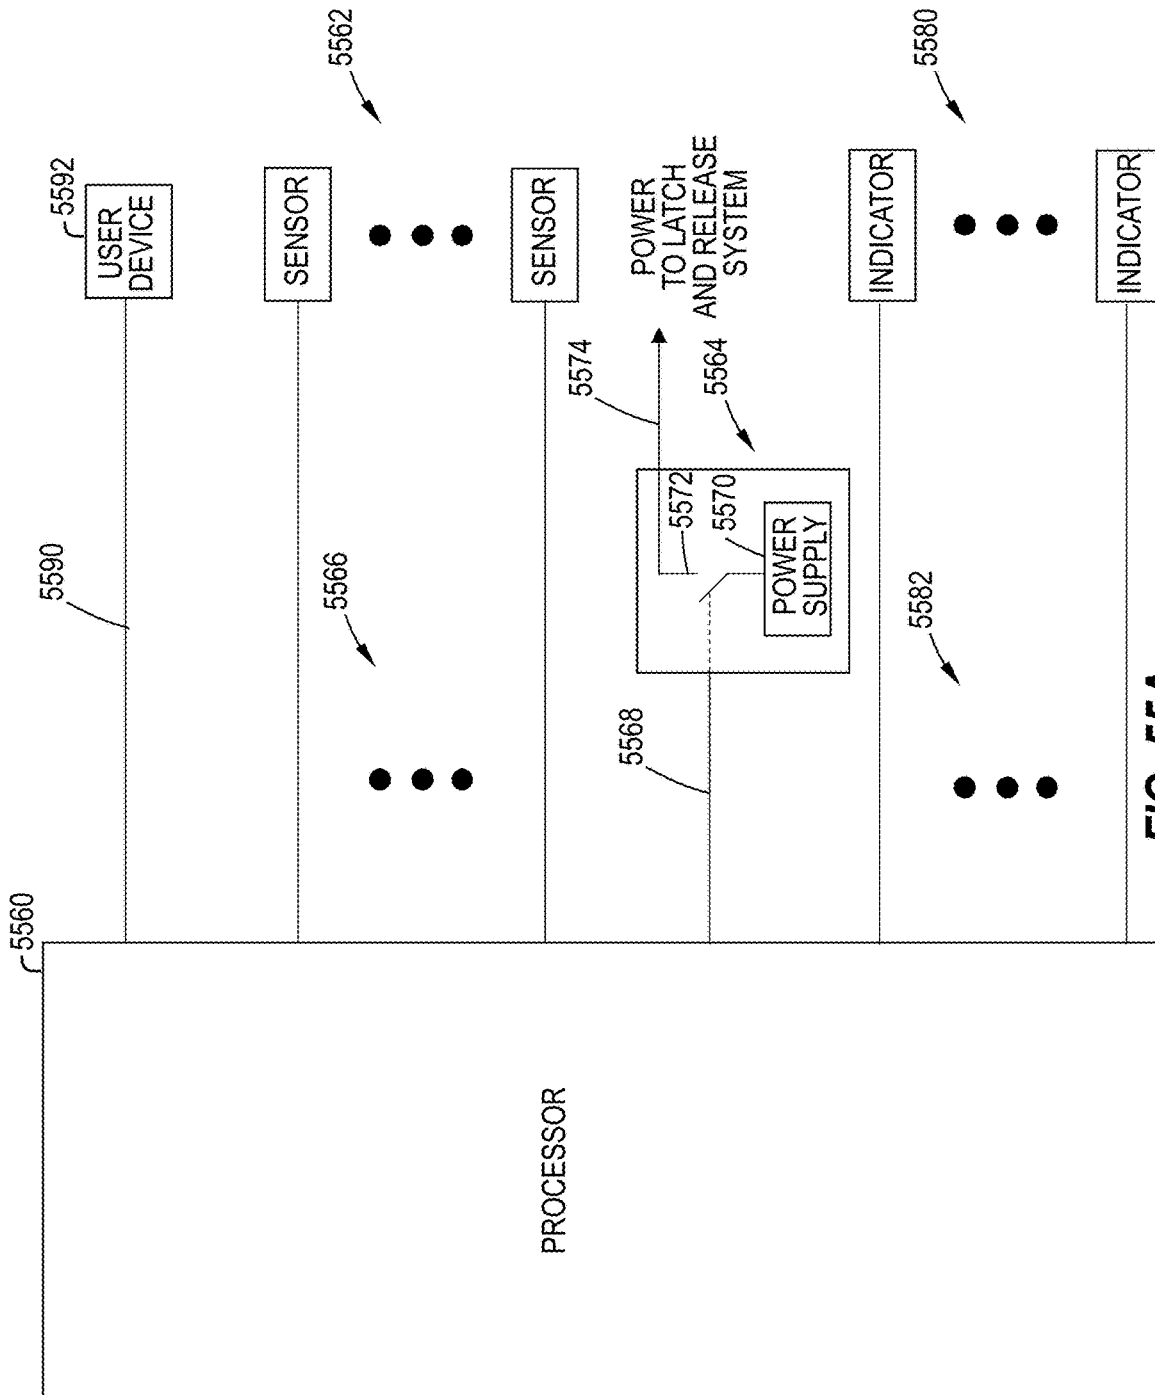 5560
5590
5592
USER
DEVICE
SENSOR
5566
5562
PROCESSOR
SENSOR
5574
POWER
TO LATCH
AND RELEASE
SYSTEM
5568
5572
5564
5570
POWER
SUPPLY
INDICATOR
5582
5580
INDICATOR